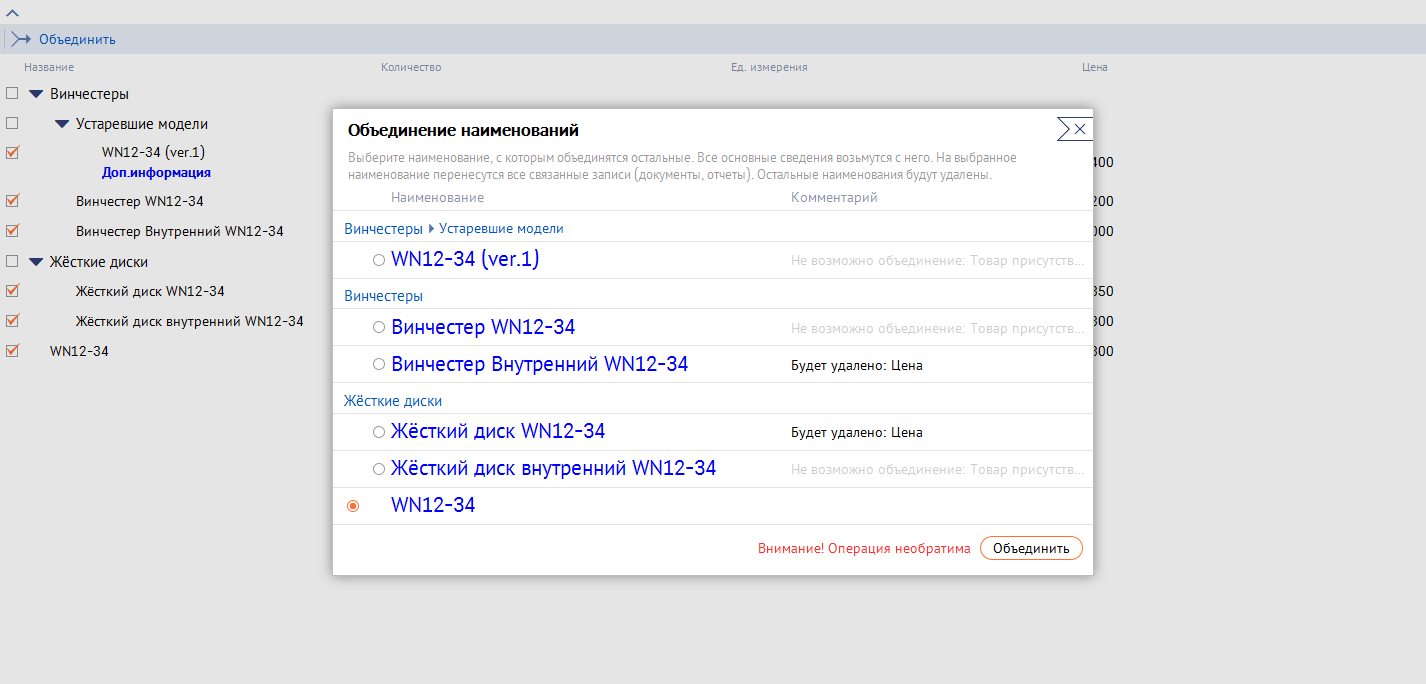 Объединить
Название Количество Ед. измерения Цена
Винчестеры
Устаревшие модели
WN12-34 (ver.1)
Доп.информация
400
Винчестер WN12-34
200
Винчестер Внутренний WN12-34
000
Жёсткие диски
Жёсткий диск WN12-34
350
Жёсткий диск внутренний WN12-34
300
WN12-34
300
Объединение наименований
Выберите наименование, с которым объединятся остальные. Все основные сведения возьмутся с него. На выбранное
наименование перенесутся все связанные записи (документы, отчеты). Остальные наименования будут удалены.
Наименование Комментарий
Винчестеры Устаревшие модели
WN12-34 (ver.1) Не возможно объединение: Товар присутств...
Винчестеры
Винчестер WN12-34 Не возможно объединение: Товар присутств...
Винчестер Внутренний WN12-34 Будет удалено: Цена
Жёсткие диски
Жёсткий диск WN12-34 Будет удалено: Цена
Жёсткий диск внутренний WN12-34 Не возможно объединение: Товар присутств...
WN12-34
Внимание! Операция необратима Объединить